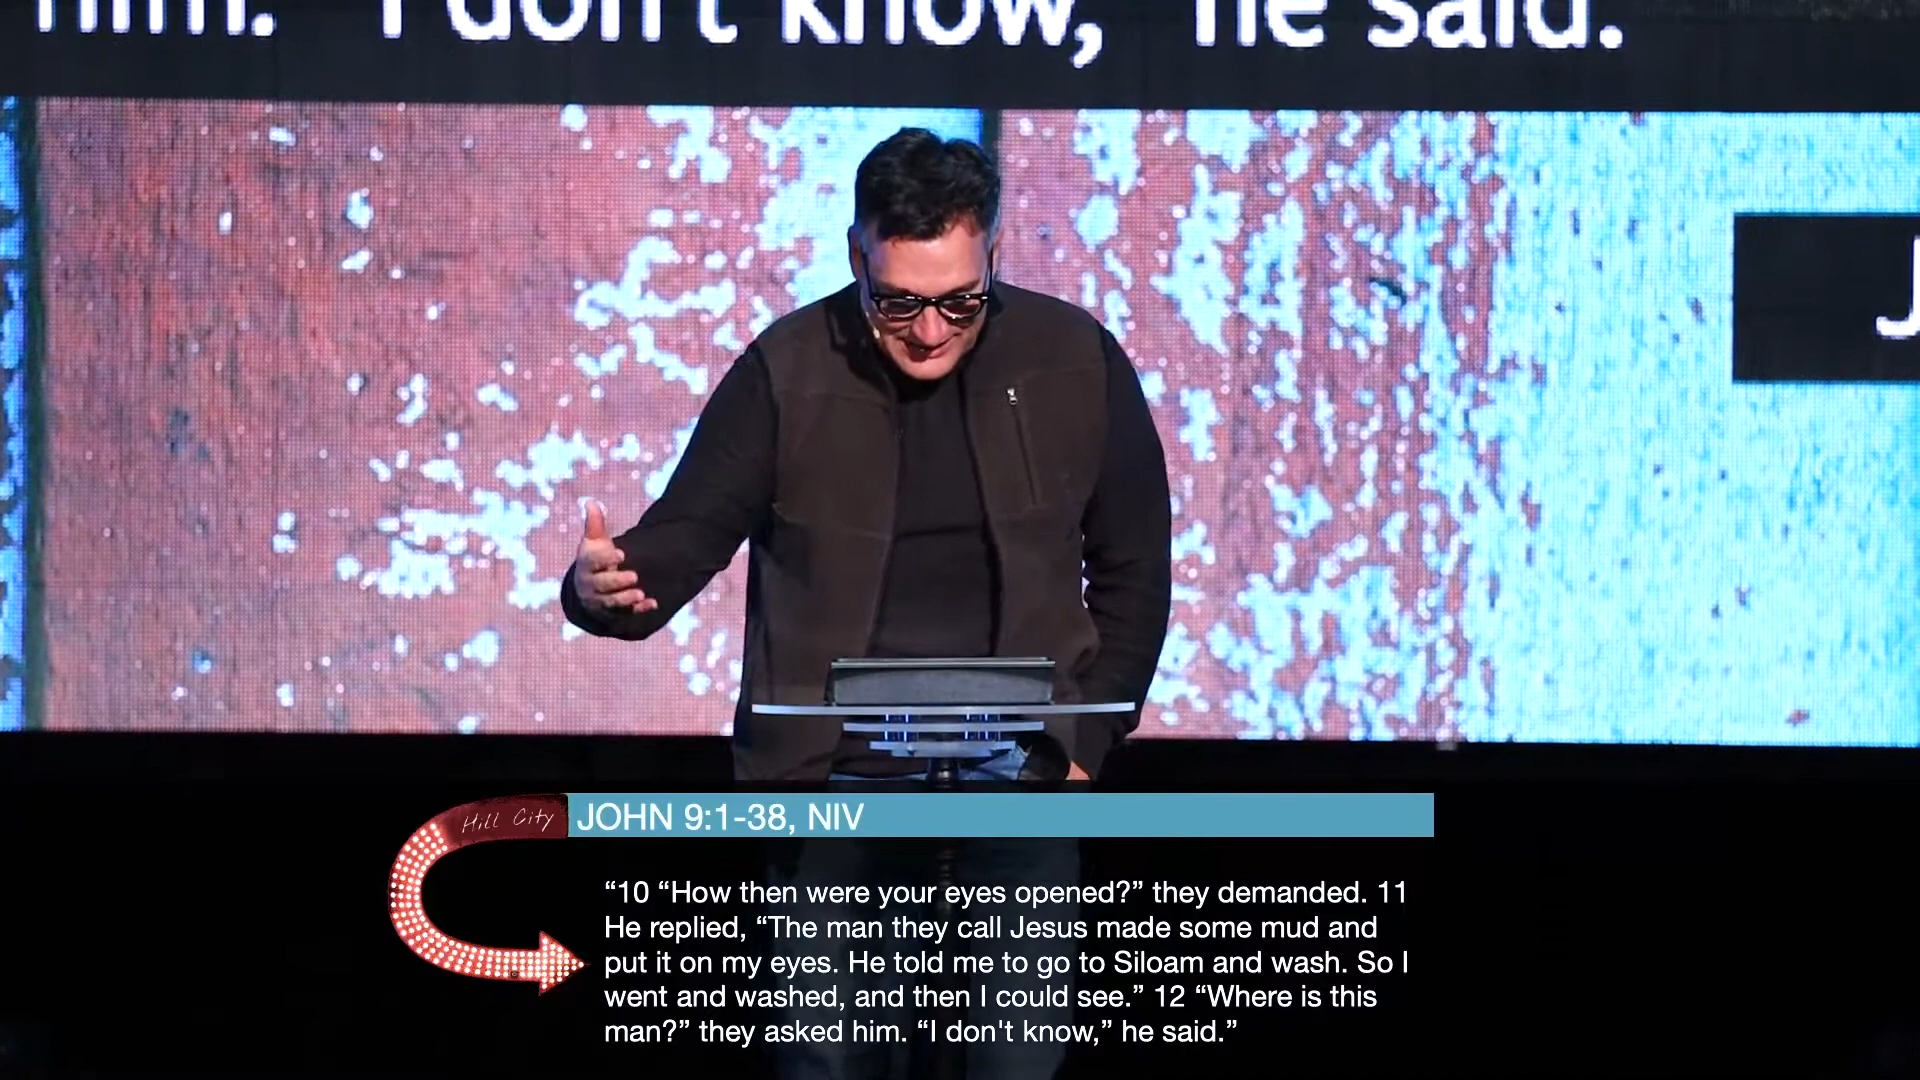 him. "I don't know," he said.
J
Hill City
JOHN 9:1-38, NIV
“10 “How then were your eyes opened?” they demanded. 11
He replied, “The man they call Jesus made some mud and
put it on my eyes. He told me to go to Siloam and wash. So I
went and washed, and then I could see.” 12 “Where is this
man?” they asked him. “I don't know,” he said.”